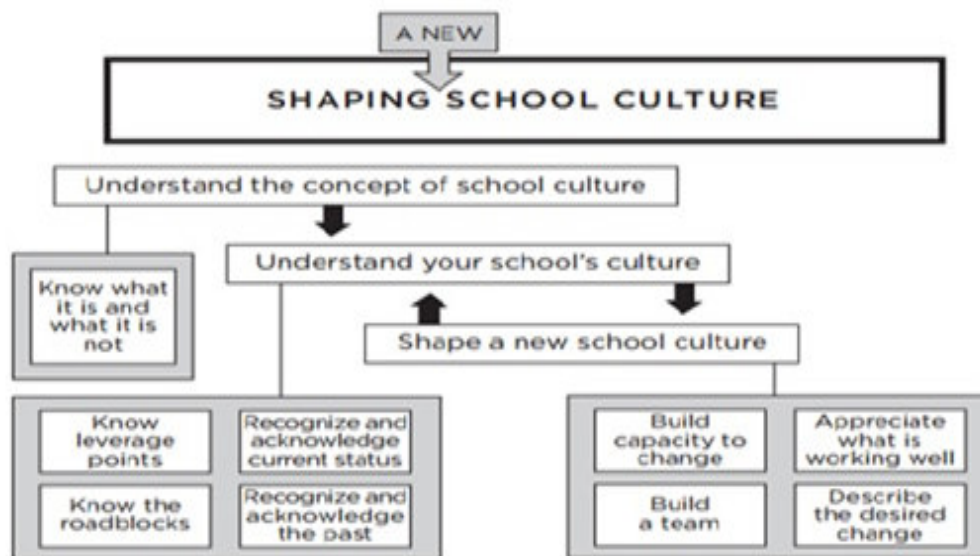 A NEW
SHAPING SCHOOL CULTURE
Understand the concept of school culture
Understand your school's culture
Know what
it is and
what it is
not
Shape a new school culture
Know
leverage
points
Recognize and
acknowledge
current status
Know the
roadblocks
Recognize and
acknowledge
the past
Build
capacity to
change
Appreciate
what is
working well
Build
a team
Describe
the desired
change